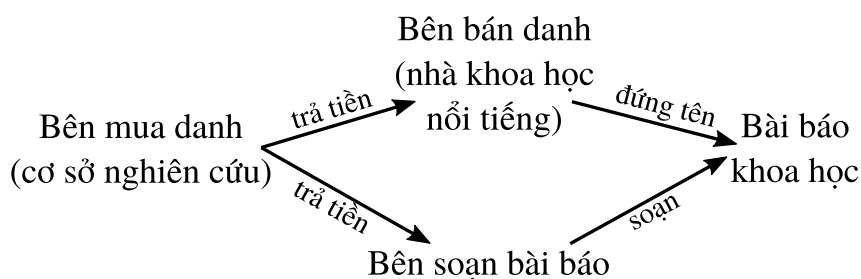 Bên bán danh
(nhà khoa học
nổi tiếng)
trả tiền
đứng tên
Bên mua danh
(cơ sở nghiên cứu)
Bài báo
khoa học
trả tiền
soạn
Bên soạn bài báo